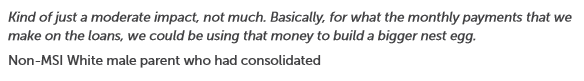 Kind of just a moderate impact, not much. Basically, for what the monthly payments that we
make on the loans, we could be using that money to build a bigger nest egg.
Non-MSI White male parent who had consolidated